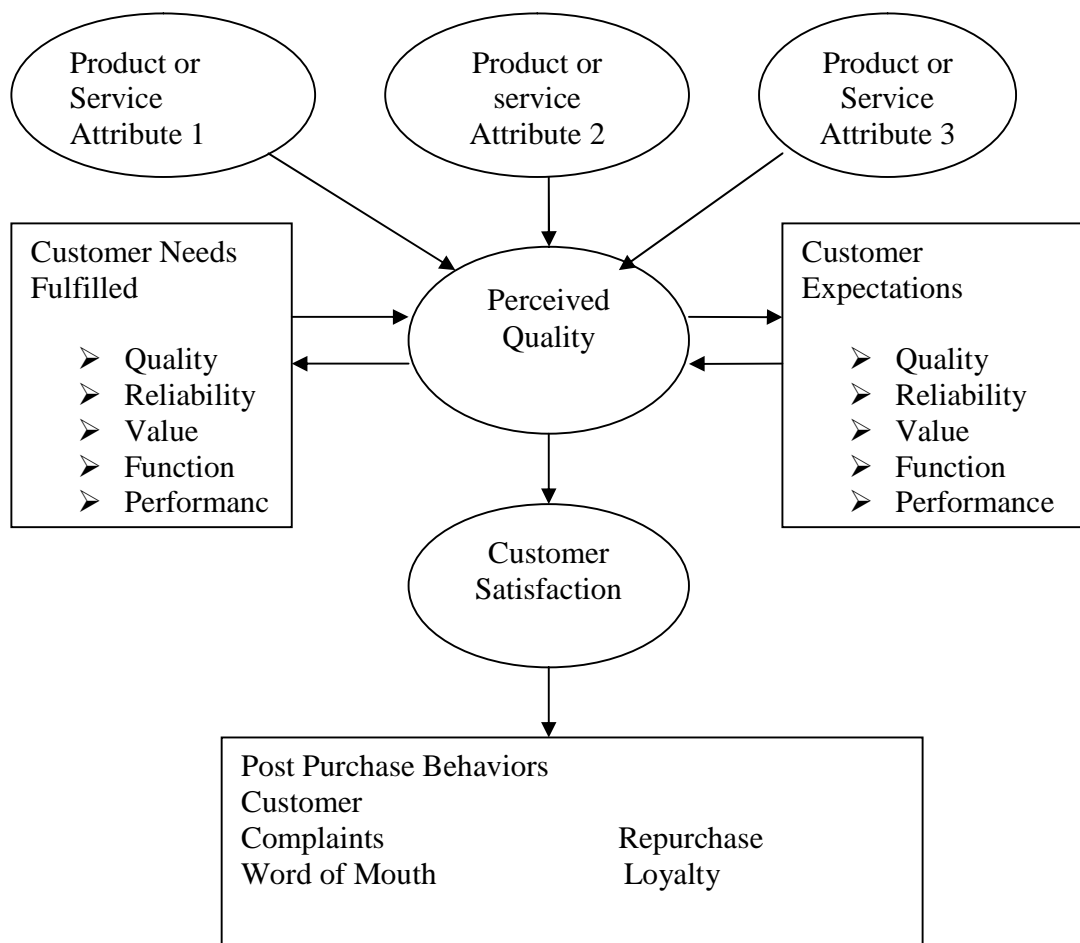 Product or
Service
Attribute 1
Product or
service
Attribute 2
Product or
Service
Attribute 3
Customer Needs
Fulfilled
➢ Quality
➢ Reliability
➢ Value
➢ Function
➢ Performanc
Perceived
Quality
Customer
Expectations
➢ Quality
➢ Reliability
➢ Value
➢ Function
➢ Performance
Customer
Satisfaction
Post Purchase Behaviors
Customer
Complaints Repurchase
Word of Mouth Loyalty